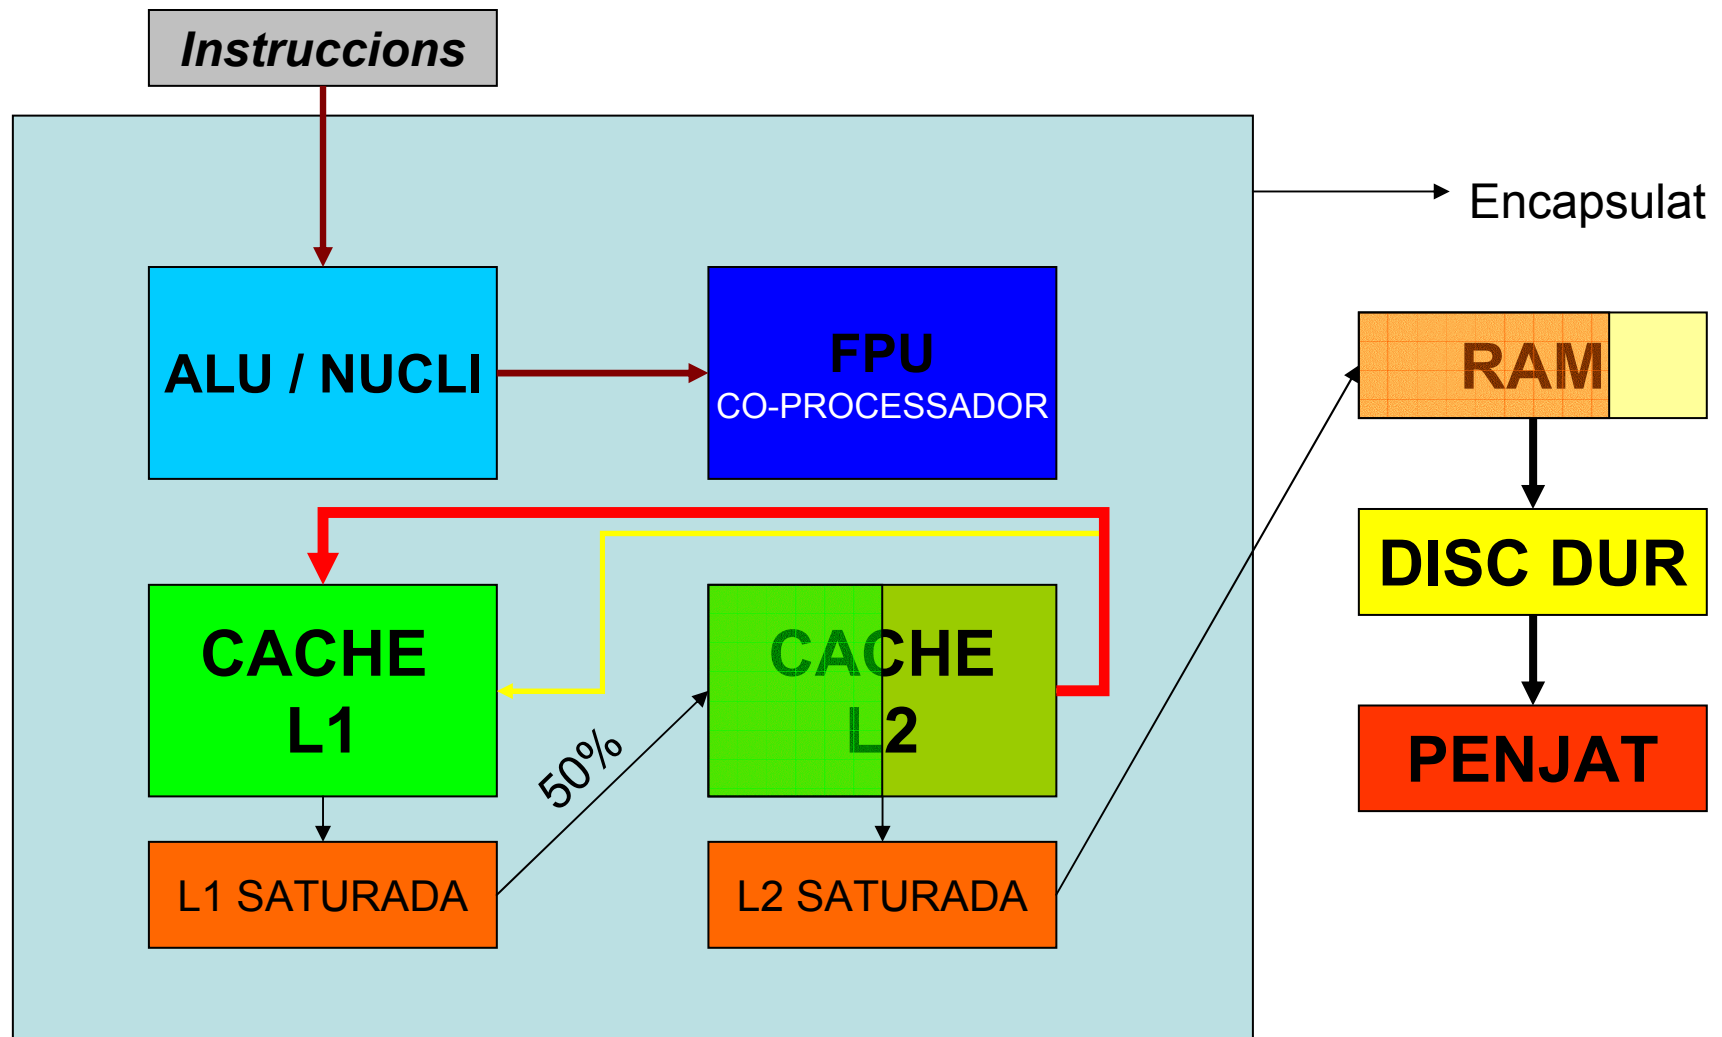 Instruccions
Encapsulat
ALU / NUCLI
FPU
CO-PROCESSADOR
RAM
DISC DUR
CACHE
L1
CACHE
L2
50%
PENJAT
L1 SATURADA
L2 SATURADA